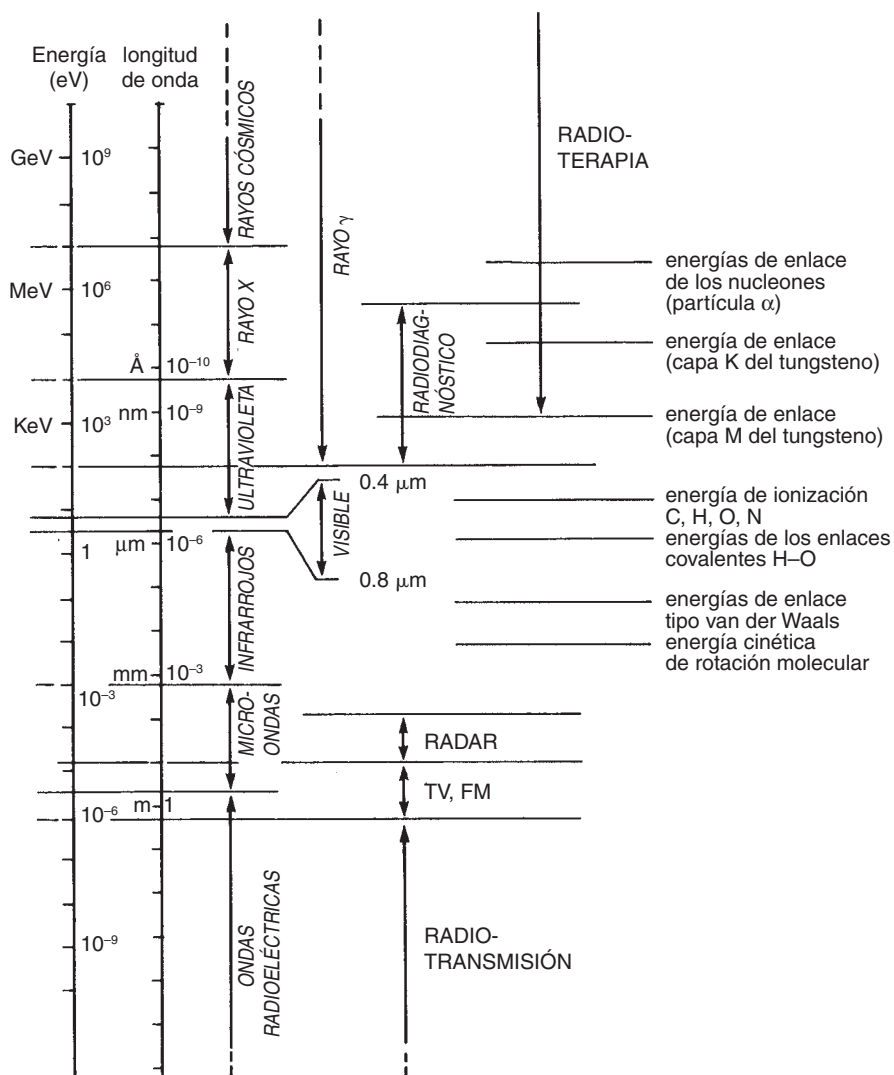 Energía
(eV)
longitud
de onda
GeV
10⁹
MeV
10⁶
KeV
10³
1
10⁻³
10⁻⁶
10⁻⁹
Å
10⁻¹⁰
nm
10⁻⁹
μm
10⁻⁶
mm
10⁻³
m
1
RAYOS CÓSMICOS
RAYO X
ULTRAVIOLETA
INFRARROJOS
MICRO-
ONDAS
ONDAS
RADIOELÉCTRICAS
RAYO γ
0.4 μm
VISIBLE
0.8 μm
RADIODIAG-
NÓSTICO
RADAR
TV, FM
RADIO-
TRANSMISIÓN
RADIO-
TERAPIA
energías de enlace
de los nucleones
(partícula α)
energía de enlace
(capa K del tungsteno)
energía de enlace
(capa M del tungsteno)
energía de ionización
C, H, O, N
energías de los enlaces
covalentes H–O
energías de enlace
tipo van der Waals
energía cinética
de rotación molecular